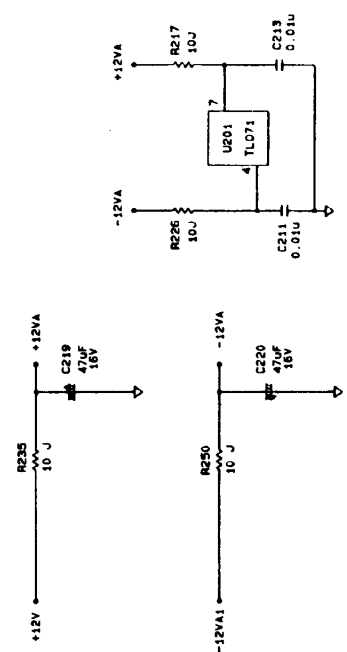 +12V
R235
10 J
+12VA
C219
47uF
16V
-12VA1
R250
10 J
-12VA
C220
47uF
16V
-12VA
R226
10J
+12VA
R217
10J
4
7
U201
TL071
C211
0.01u
C213
0.01u